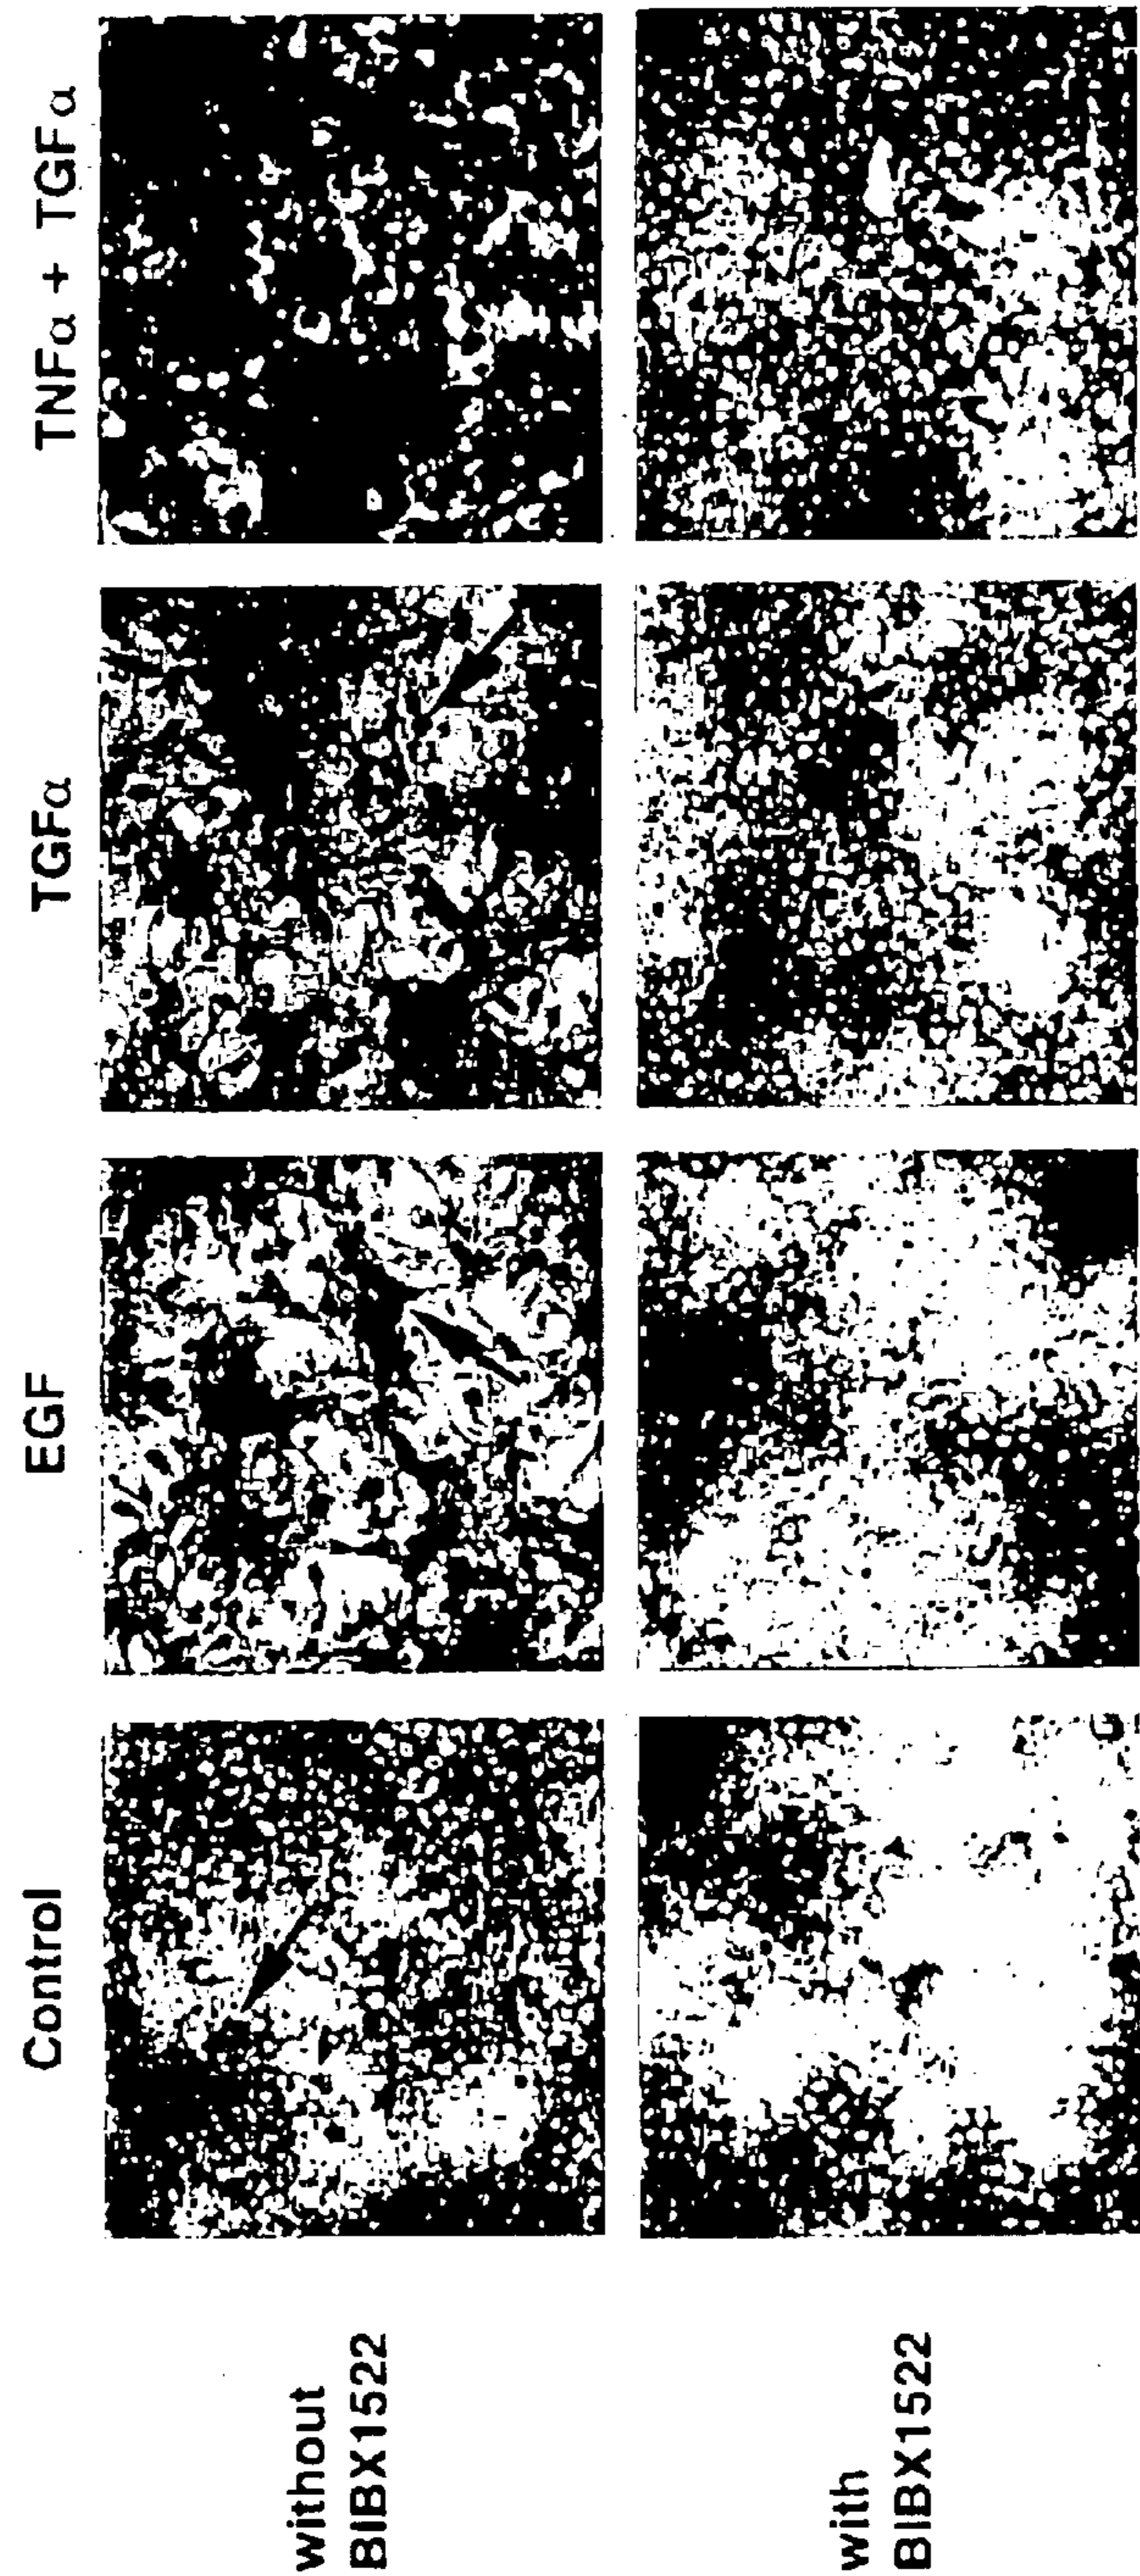 Control
EGF
TGFα
TNFα + TGFα
without
BIBX1522
with
BIBX1522